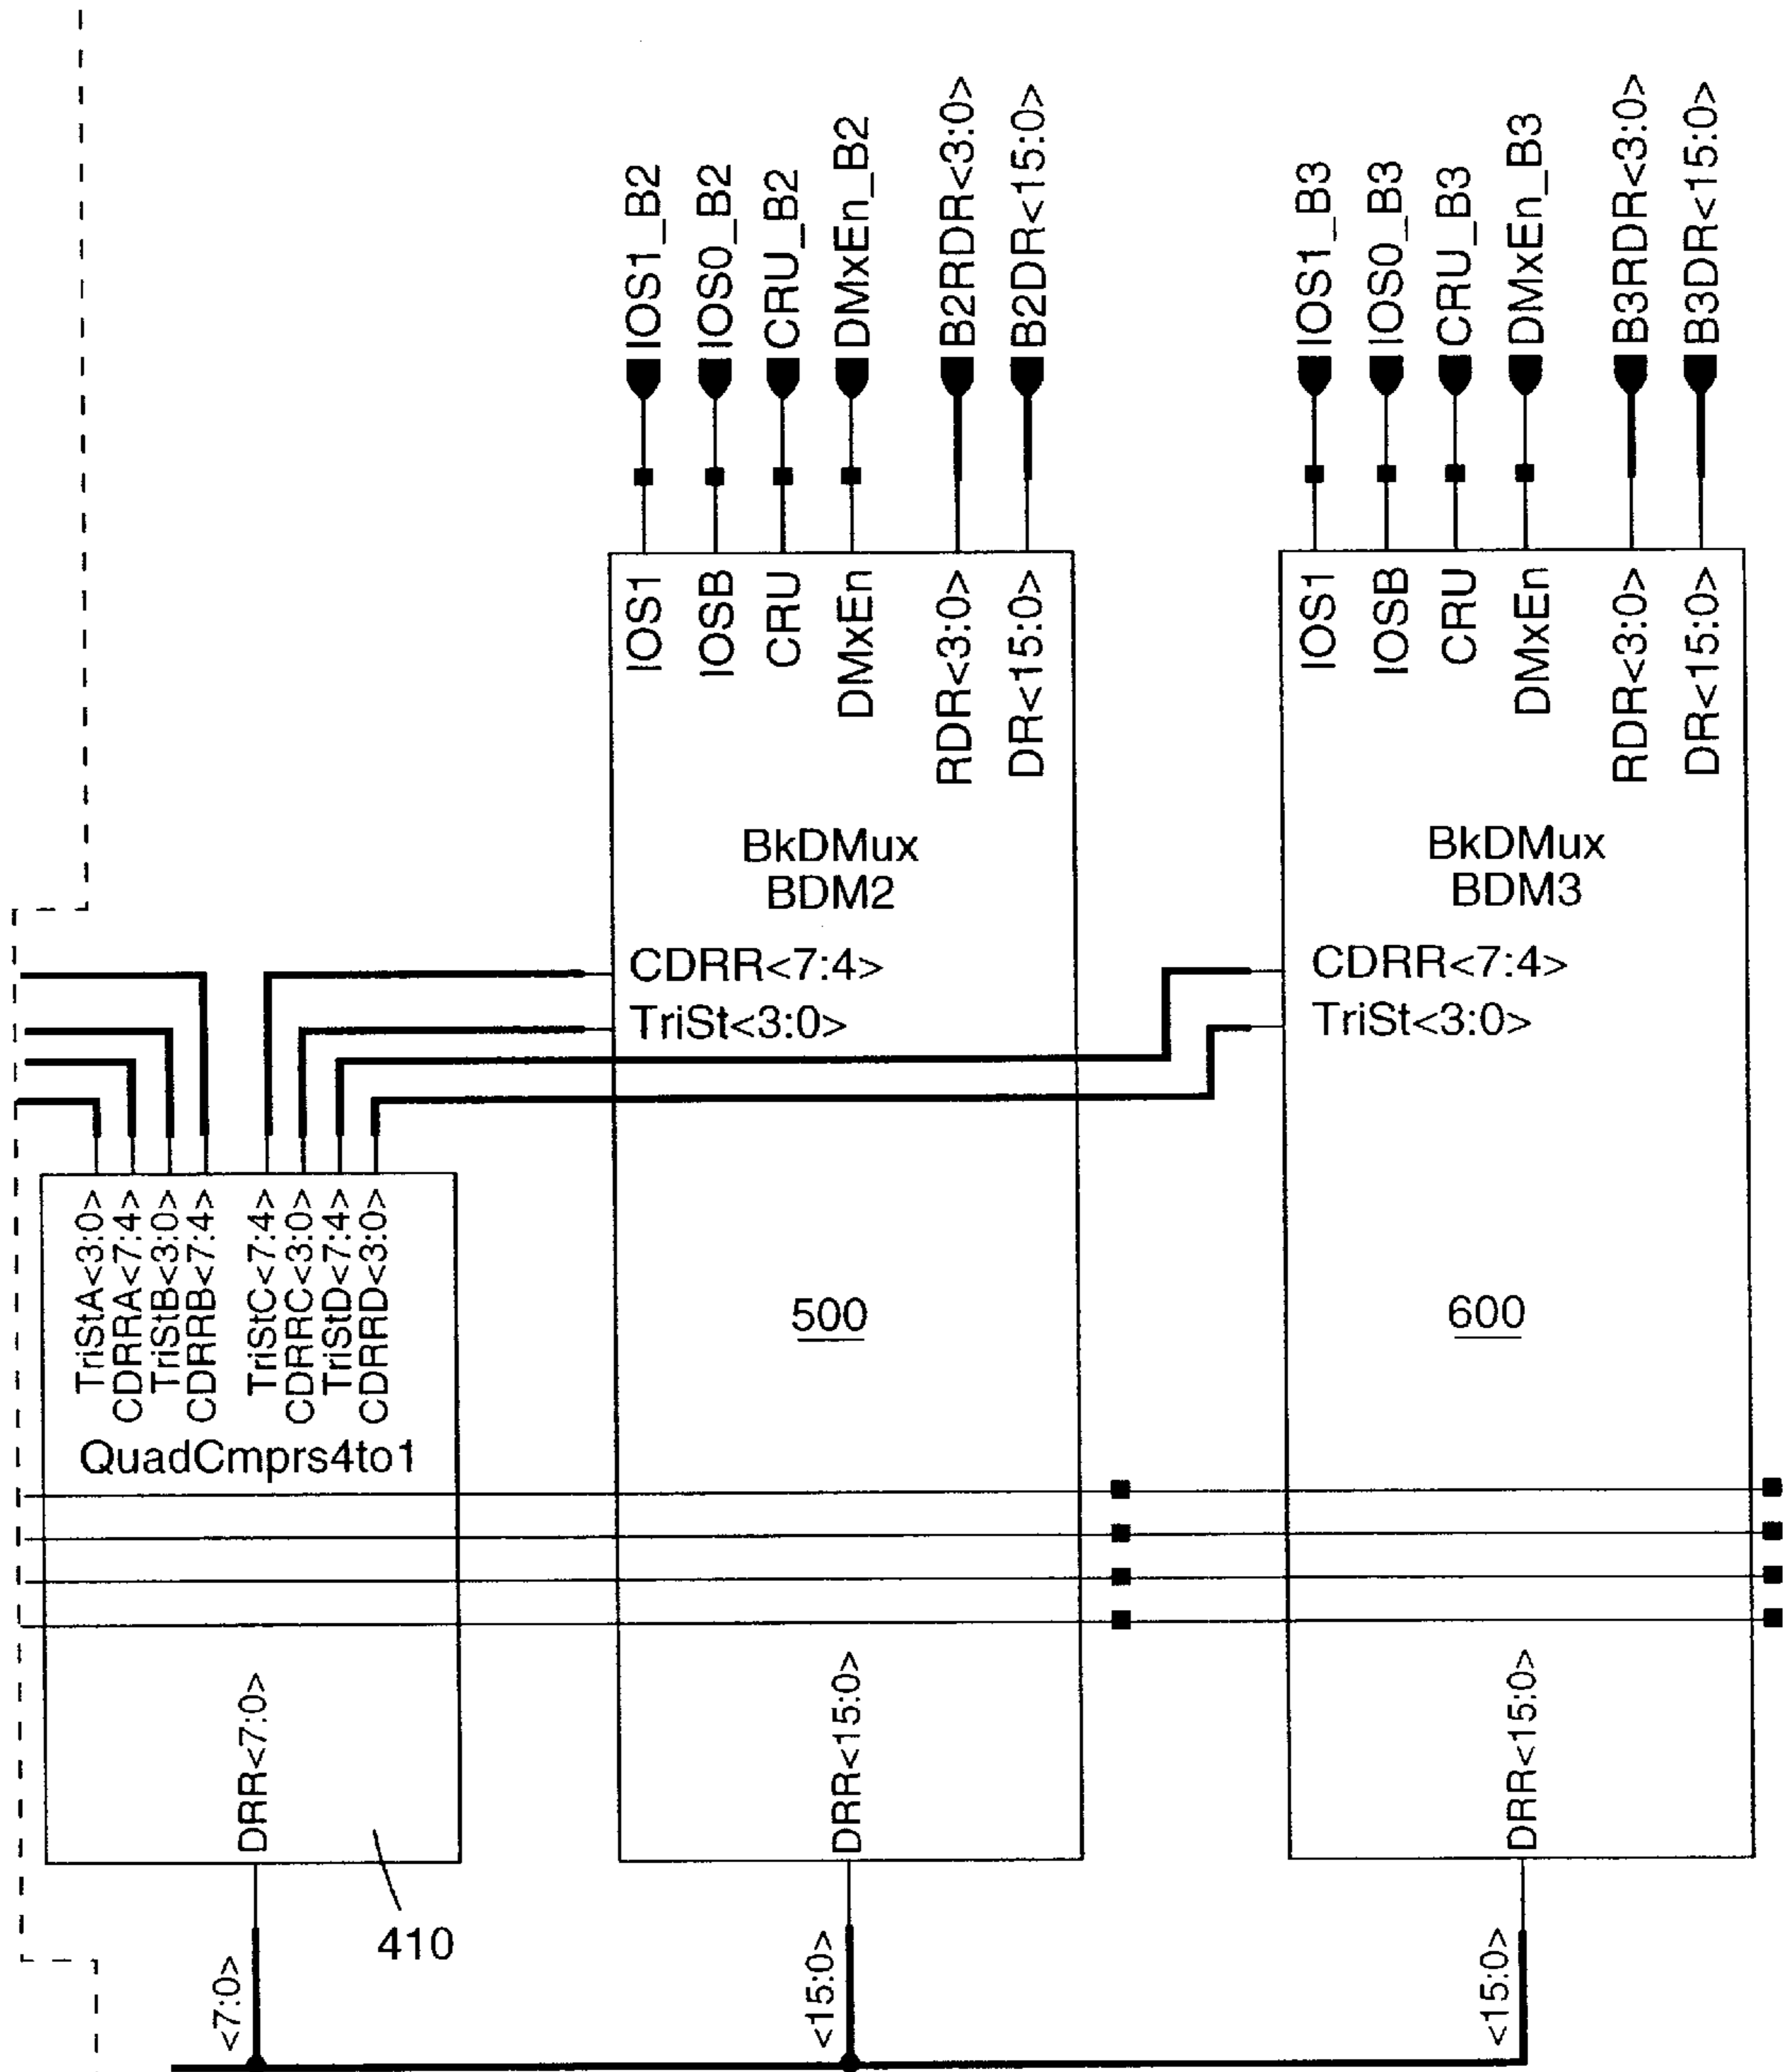 IOS1_B2
IOS0_B2
CRU_B2
DMxEn_B2
B2RDR<3:0>
B2DR<15:0>
IOS1_B3
IOS0_B3
CRU_B3
DMxEn_B3
B3RDR<3:0>
B3DR<15:0>
IOS1
IOSB
CRU
DMxEn
RDR<3:0>
DR<15:0>
BkDMux
BDM2
CDRR<7:4>
TriSt<3:0>
500
DRR<15:0>
<15:0>
IOS1
IOSB
CRU
DMxEn
RDR<3:0>
DR<15:0>
BkDMux
BDM3
CDRR<7:4>
TriSt<3:0>
600
DRR<15:0>
<15:0>
TriStA<3:0>
CDRRA<7:4>
TriStB<3:0>
CDRRB<7:4>
TriStC<7:4>
CDRRC<3:0>
TriStD<7:4>
CDRRD<3:0>
QuadCmprs4to1
DRR<7:0>
410
<7:0>